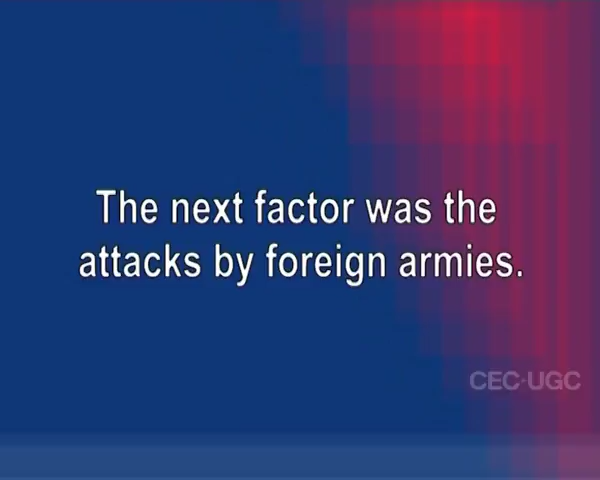 The next factor was the
attacks by foreign armies.
CEC-UGC